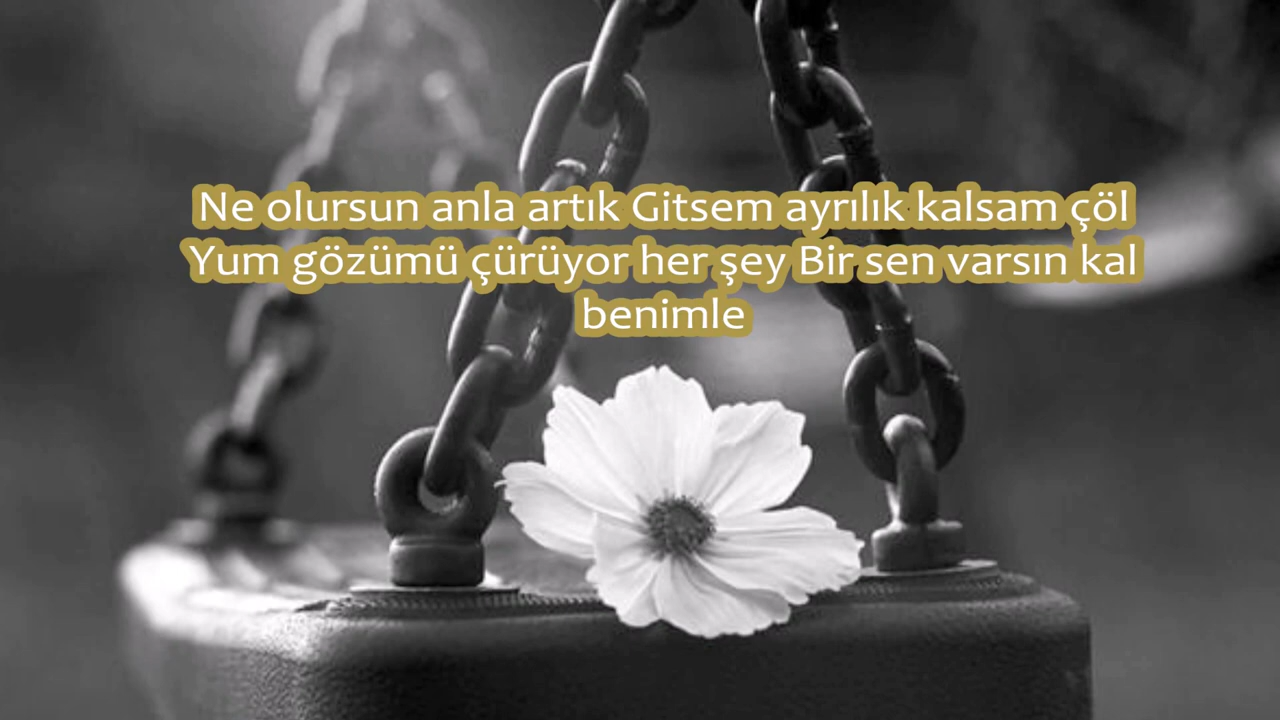 Ne olursun anla artık Gitsem ayrılık kalsam çöl
Yum gözümü çürüyor her şey Bir sen varsın kal
benimle